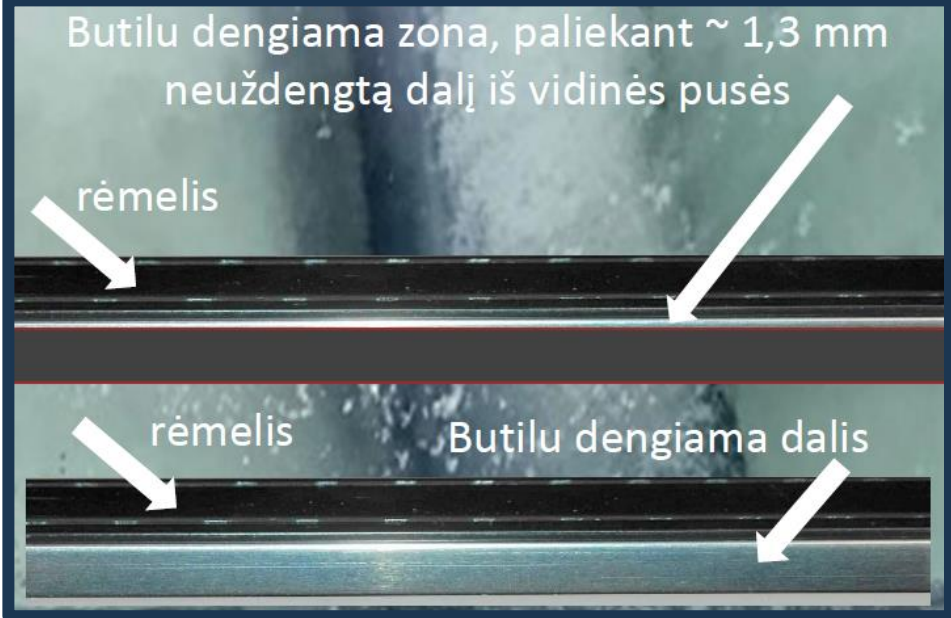 Butilu dengiama zona, paliekant ~ 1,3 mm
neuždengtą dalį iš vidinės pusės
rėmelis
rėmelis
Butilu dengiama dalis